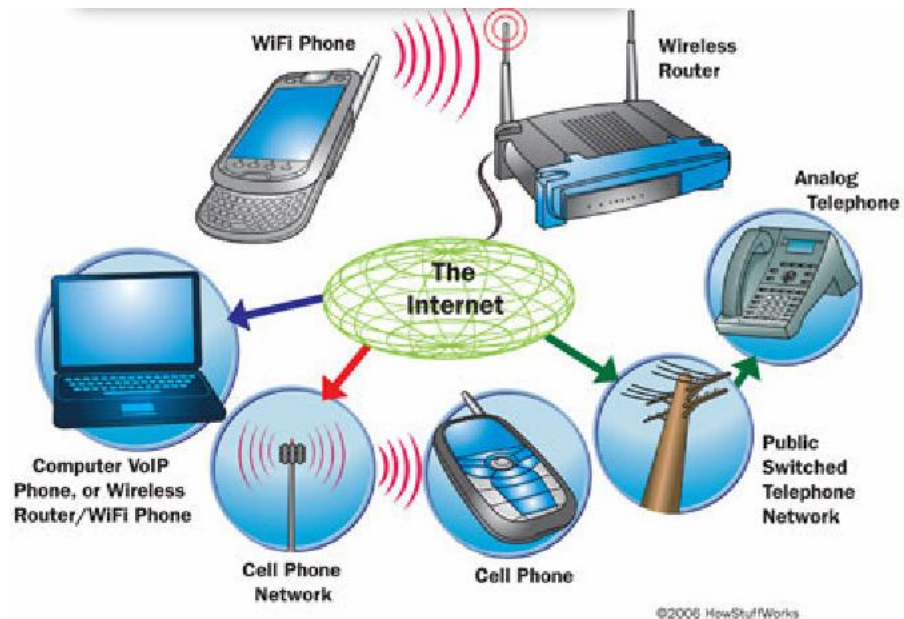 WiFi Phone
Wireless
Router
Analog
Telephone
The
Internet
Computer VoIP
Phone, or Wireless
Router/WiFi Phone
Cell Phone
Network
Cell Phone
Public
Switched
Telephone
Network
©2006 HowStuffWorks